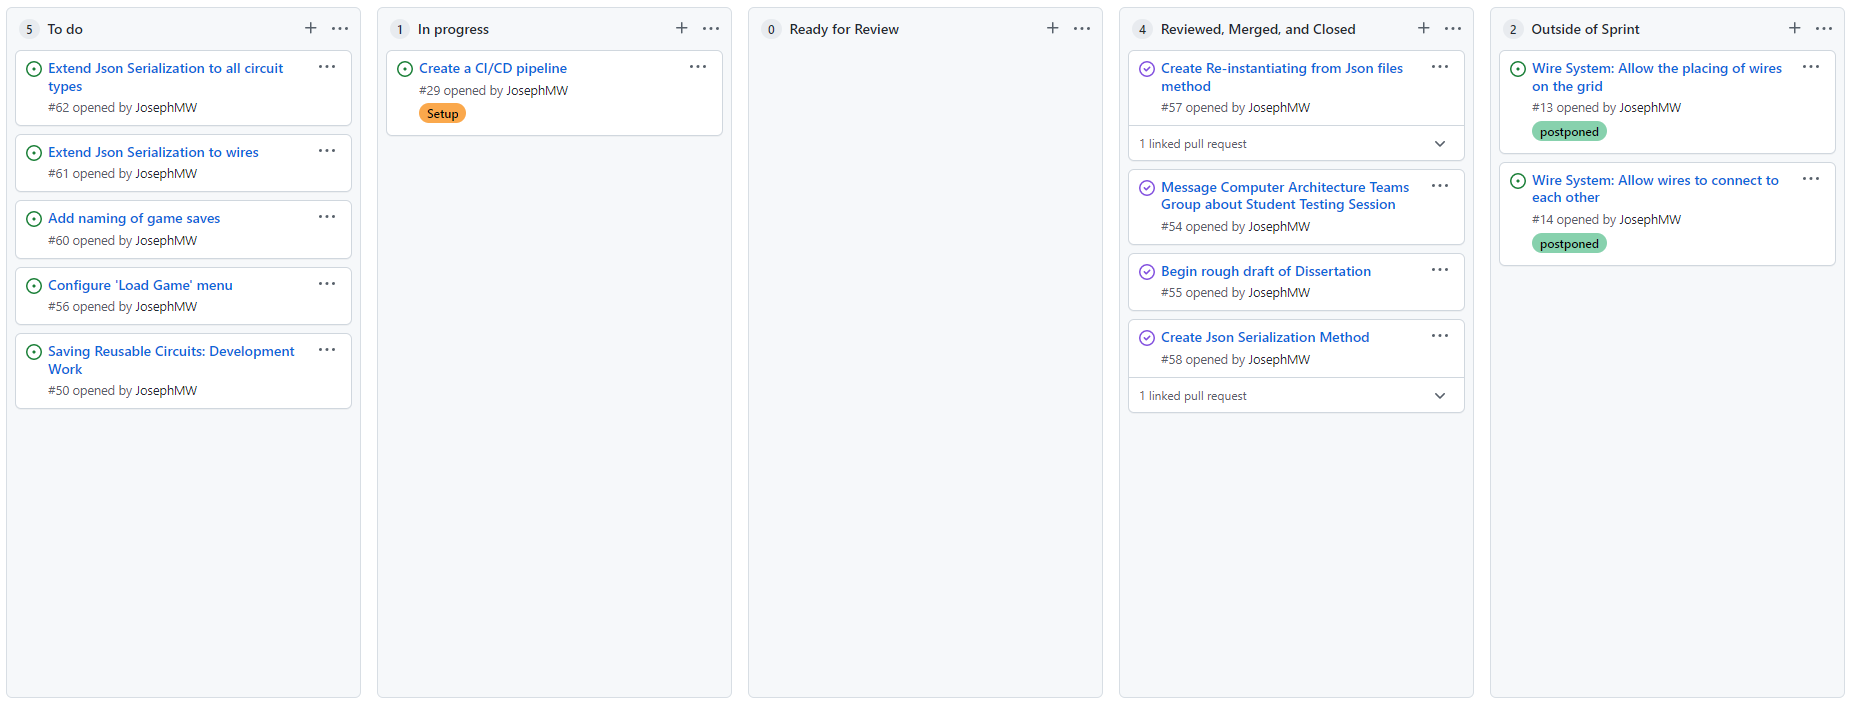 5 To do
Extend Json Serialization to all circuit
types
#62 opened by JosephMW
Extend Json Serialization to wires
#61 opened by JosephMW
Add naming of game saves
#60 opened by JosephMW
Configure 'Load Game' menu
#56 opened by JosephMW
Saving Reusable Circuits: Development
Work
#50 opened by JosephMW
1 In progress
Create a CI/CD pipeline
#29 opened by JosephMW
Setup
0 Ready for Review
4 Reviewed, Merged, and Closed
Create Re-instantiating from Json files
method
#57 opened by JosephMW
1 linked pull request
Message Computer Architecture Teams
Group about Student Testing Session
#54 opened by JosephMW
Begin rough draft of Dissertation
#55 opened by JosephMW
Create Json Serialization Method
#58 opened by JosephMW
1 linked pull request
2 Outside of Sprint
Wire System: Allow the placing of wires
on the grid
#13 opened by JosephMW
postponed
Wire System: Allow wires to connect to
each other
#14 opened by JosephMW
postponed